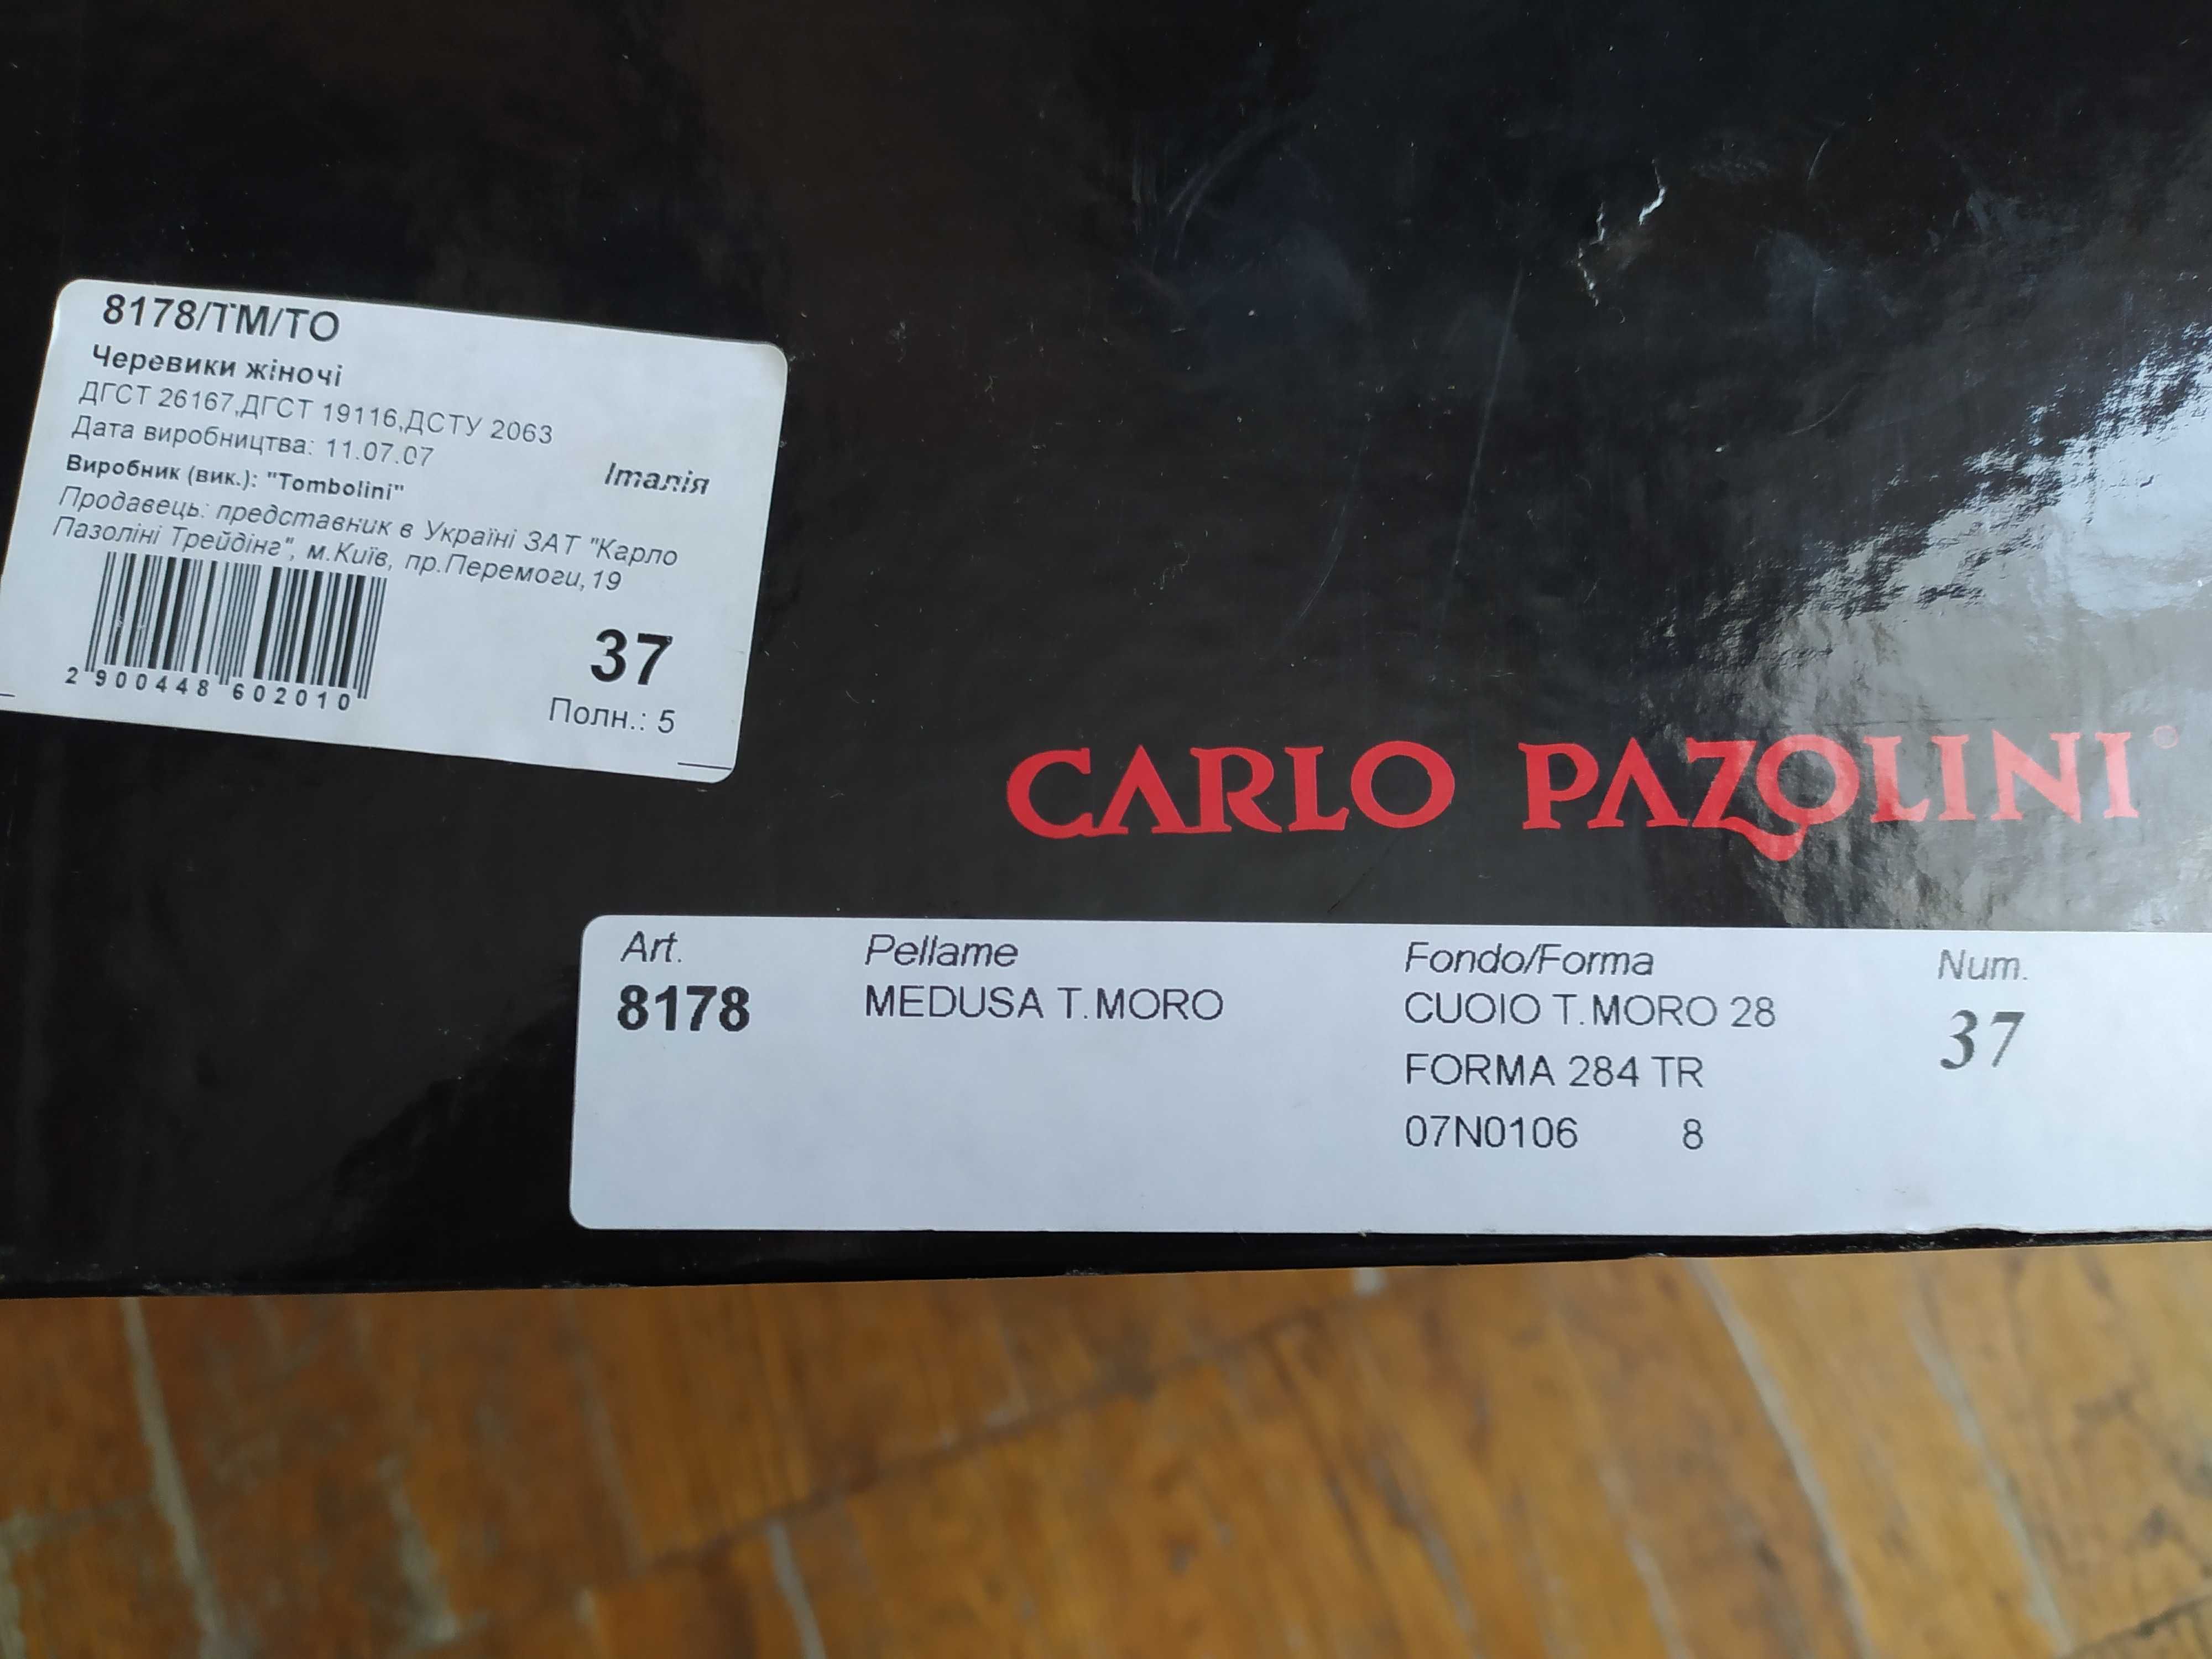 8178/TM/TO
Черевики жіночі
ДГСТ 26167,ДГСТ 19116,ДСТУ 2063
Дата виробництва: 11.07.07
Італія
Виробник (вик.): "Tombolini"
Продавець: представник в Україні ЗАТ "Карло
Пазоліні Трейдінг", м.Київ, пр.Перемоги,19
2 900448 602010
37
Полн.: 5
CARLO PAZOLINI®
Art. Pellame Fondo/Forma Num.
8178 MEDUSA T.MORO CUOIO T.MORO 28 37
FORMA 284 TR
07N0106 8